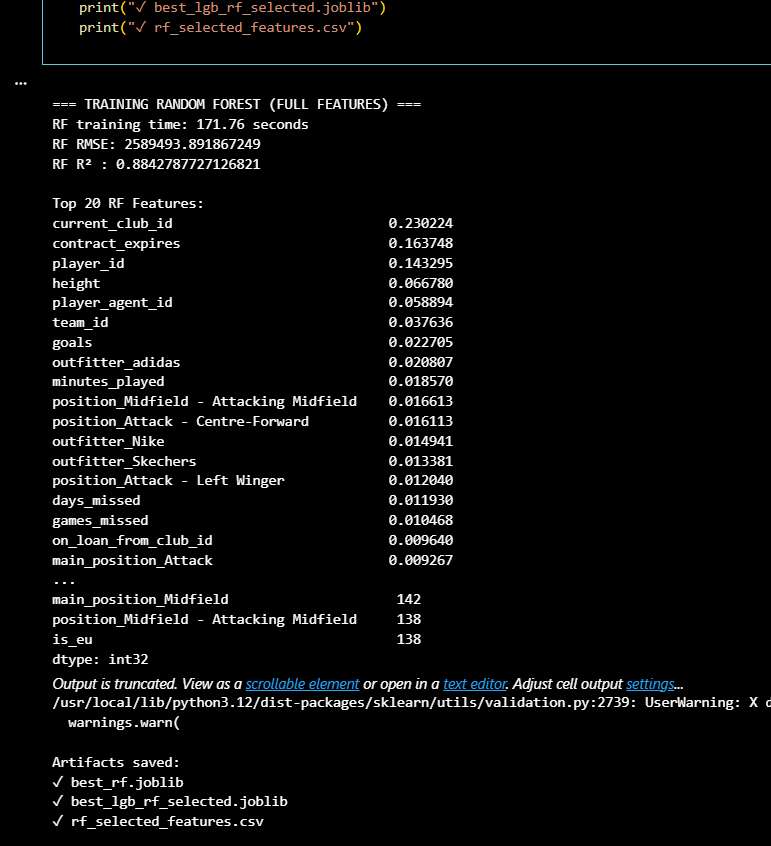 print("✓ best_lgb_rf_selected.joblib")
print("✓ rf_selected_features.csv")
...
=== TRAINING RANDOM FOREST (FULL FEATURES) ===
RF training time: 171.76 seconds
RF RMSE: 2589493.891867249
RF R² : 0.8842787727126821
Top 20 RF Features:
current_club_id 0.230224
contract_expires 0.163748
player_id 0.143295
height 0.066780
player_agent_id 0.058894
team_id 0.037636
goals 0.022705
outfitter_adidas 0.020807
minutes_played 0.018570
position_Midfield - Attacking Midfield 0.016613
position_Attack - Centre-Forward 0.016113
outfitter_Nike 0.014941
outfitter_Skechers 0.013381
position_Attack - Left Winger 0.012040
days_missed 0.011930
games_missed 0.010468
on_loan_from_club_id 0.009640
main_position_Attack 0.009267
...
main_position_Midfield 142
position_Midfield - Attacking Midfield 138
is_eu 138
dtype: int32
Output is truncated. View as a scrollable element or open in a text editor. Adjust cell output settings...
/usr/local/lib/python3.12/dist-packages/sklearn/utils/validation.py:2739: UserWarning: X d
warnings.warn(
Artifacts saved:
✓ best_rf.joblib
✓ best_lgb_rf_selected.joblib
✓ rf_selected_features.csv